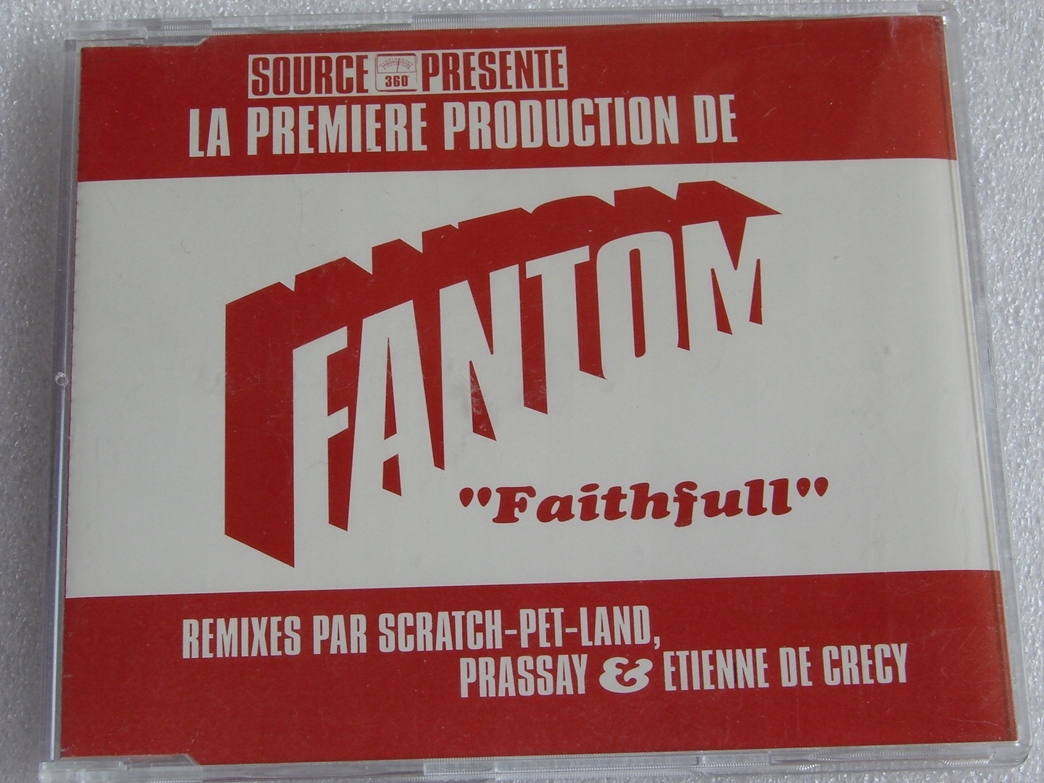 SOURCE 360 PRESENTE
LA PREMIERE PRODUCTION DE
FANTOM
"Faithfull"
REMIXES PAR SCRATCH-PET-LAND,
PRASSAY & ETIENNE DE CRECY